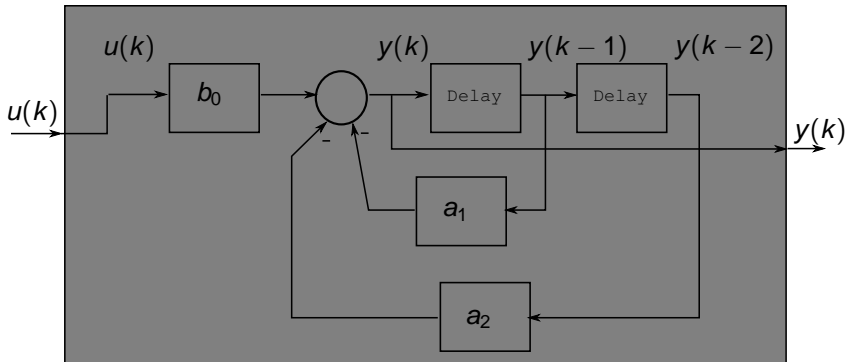 u(k)
y(k)
y(k − 1)
y(k − 2)
b₀
Delay
Delay
u(k)
y(k)
-
-
a₁
a₂